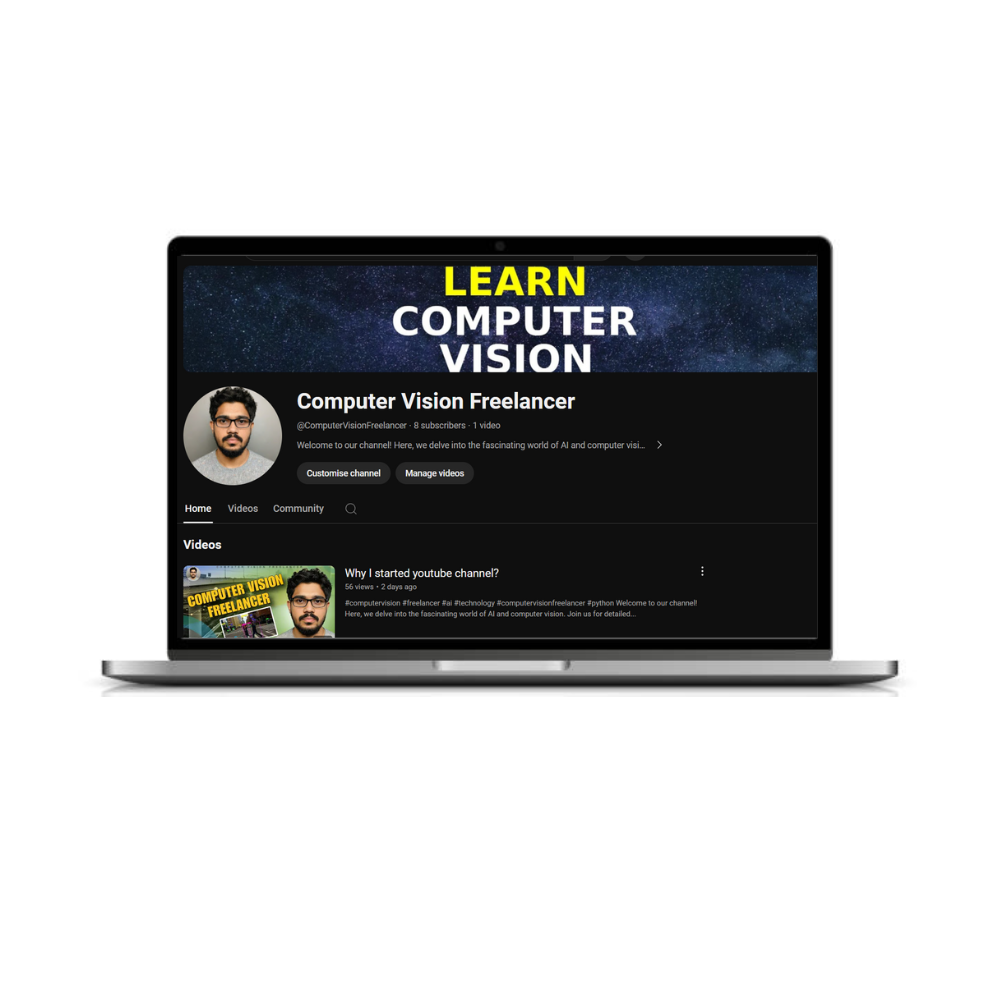 LEARN
COMPUTER
VISION
Computer Vision Freelancer
@ComputerVisionFreelancer · 8 subscribers · 1 video
Welcome to our channel! Here, we delve into the fascinating world of AI and computer visi...
Customise channel
Manage videos
Home
Videos
Community
Videos
COMPUTER VISION
FREELANCER
Why I started youtube channel?
56 views • 2 days ago
#computervision #freelancer #ai #technology #computervisionfreelancer #python Welcome to our channel!
Here, we delve into the fascinating world of AI and computer vision. Join us for detailed...